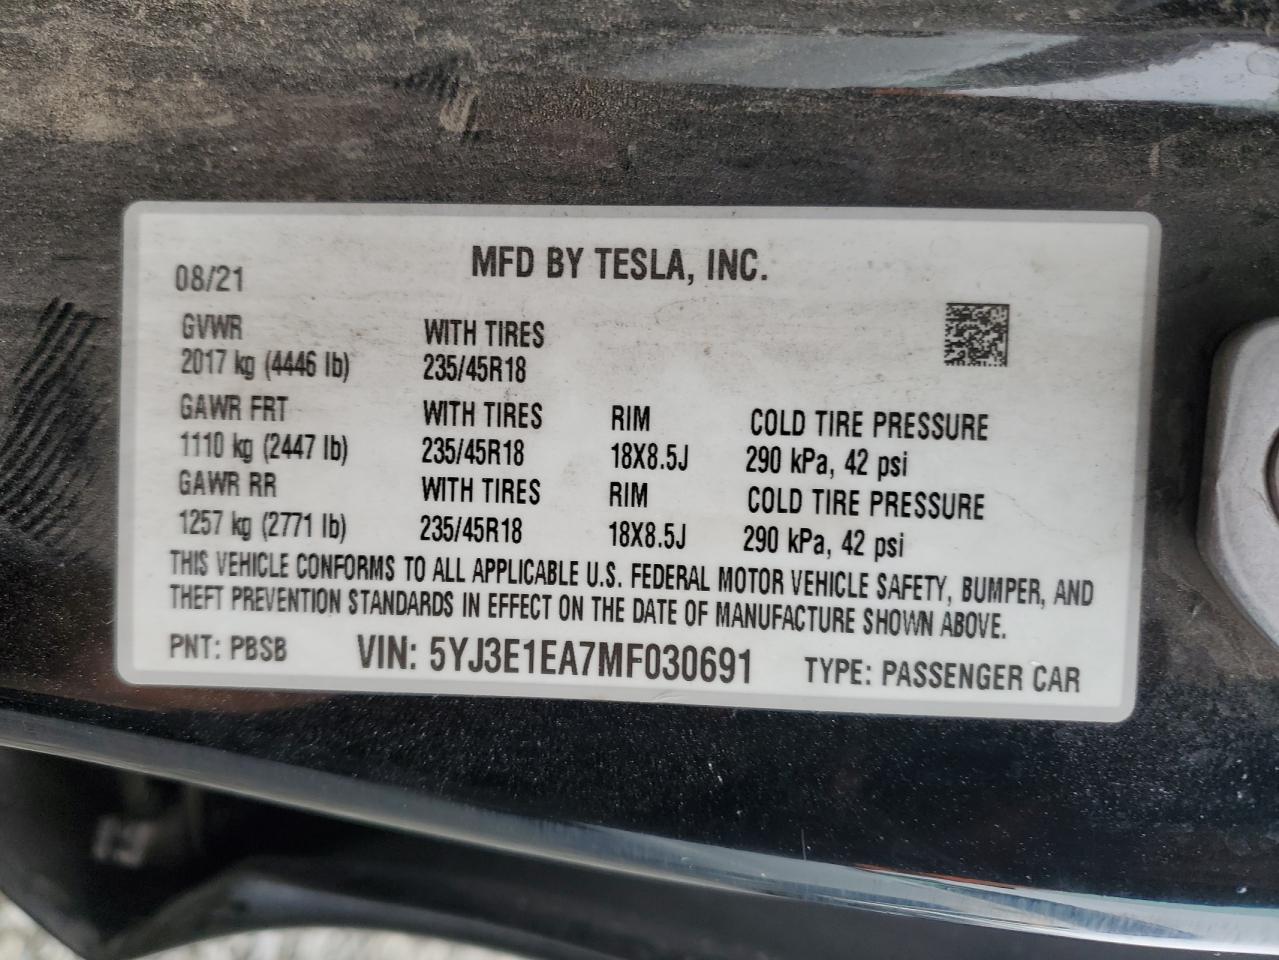 MFD BY TESLA, INC.
08/21
GVWR WITH TIRES
2017 kg (4446 lb) 235/45R18
GAWR FRT WITH TIRES RIM COLD TIRE PRESSURE
1110 kg (2447 lb) 235/45R18 18X8.5J 290 kPa, 42 psi
GAWR RR WITH TIRES RIM COLD TIRE PRESSURE
1257 kg (2771 lb) 235/45R18 18X8.5J 290 kPa, 42 psi
THIS VEHICLE CONFORMS TO ALL APPLICABLE U.S. FEDERAL MOTOR VEHICLE SAFETY, BUMPER, AND
THEFT PREVENTION STANDARDS IN EFFECT ON THE DATE OF MANUFACTURE SHOWN ABOVE.
PNT: PBSB VIN: 5YJ3E1EA7MF030691 TYPE: PASSENGER CAR